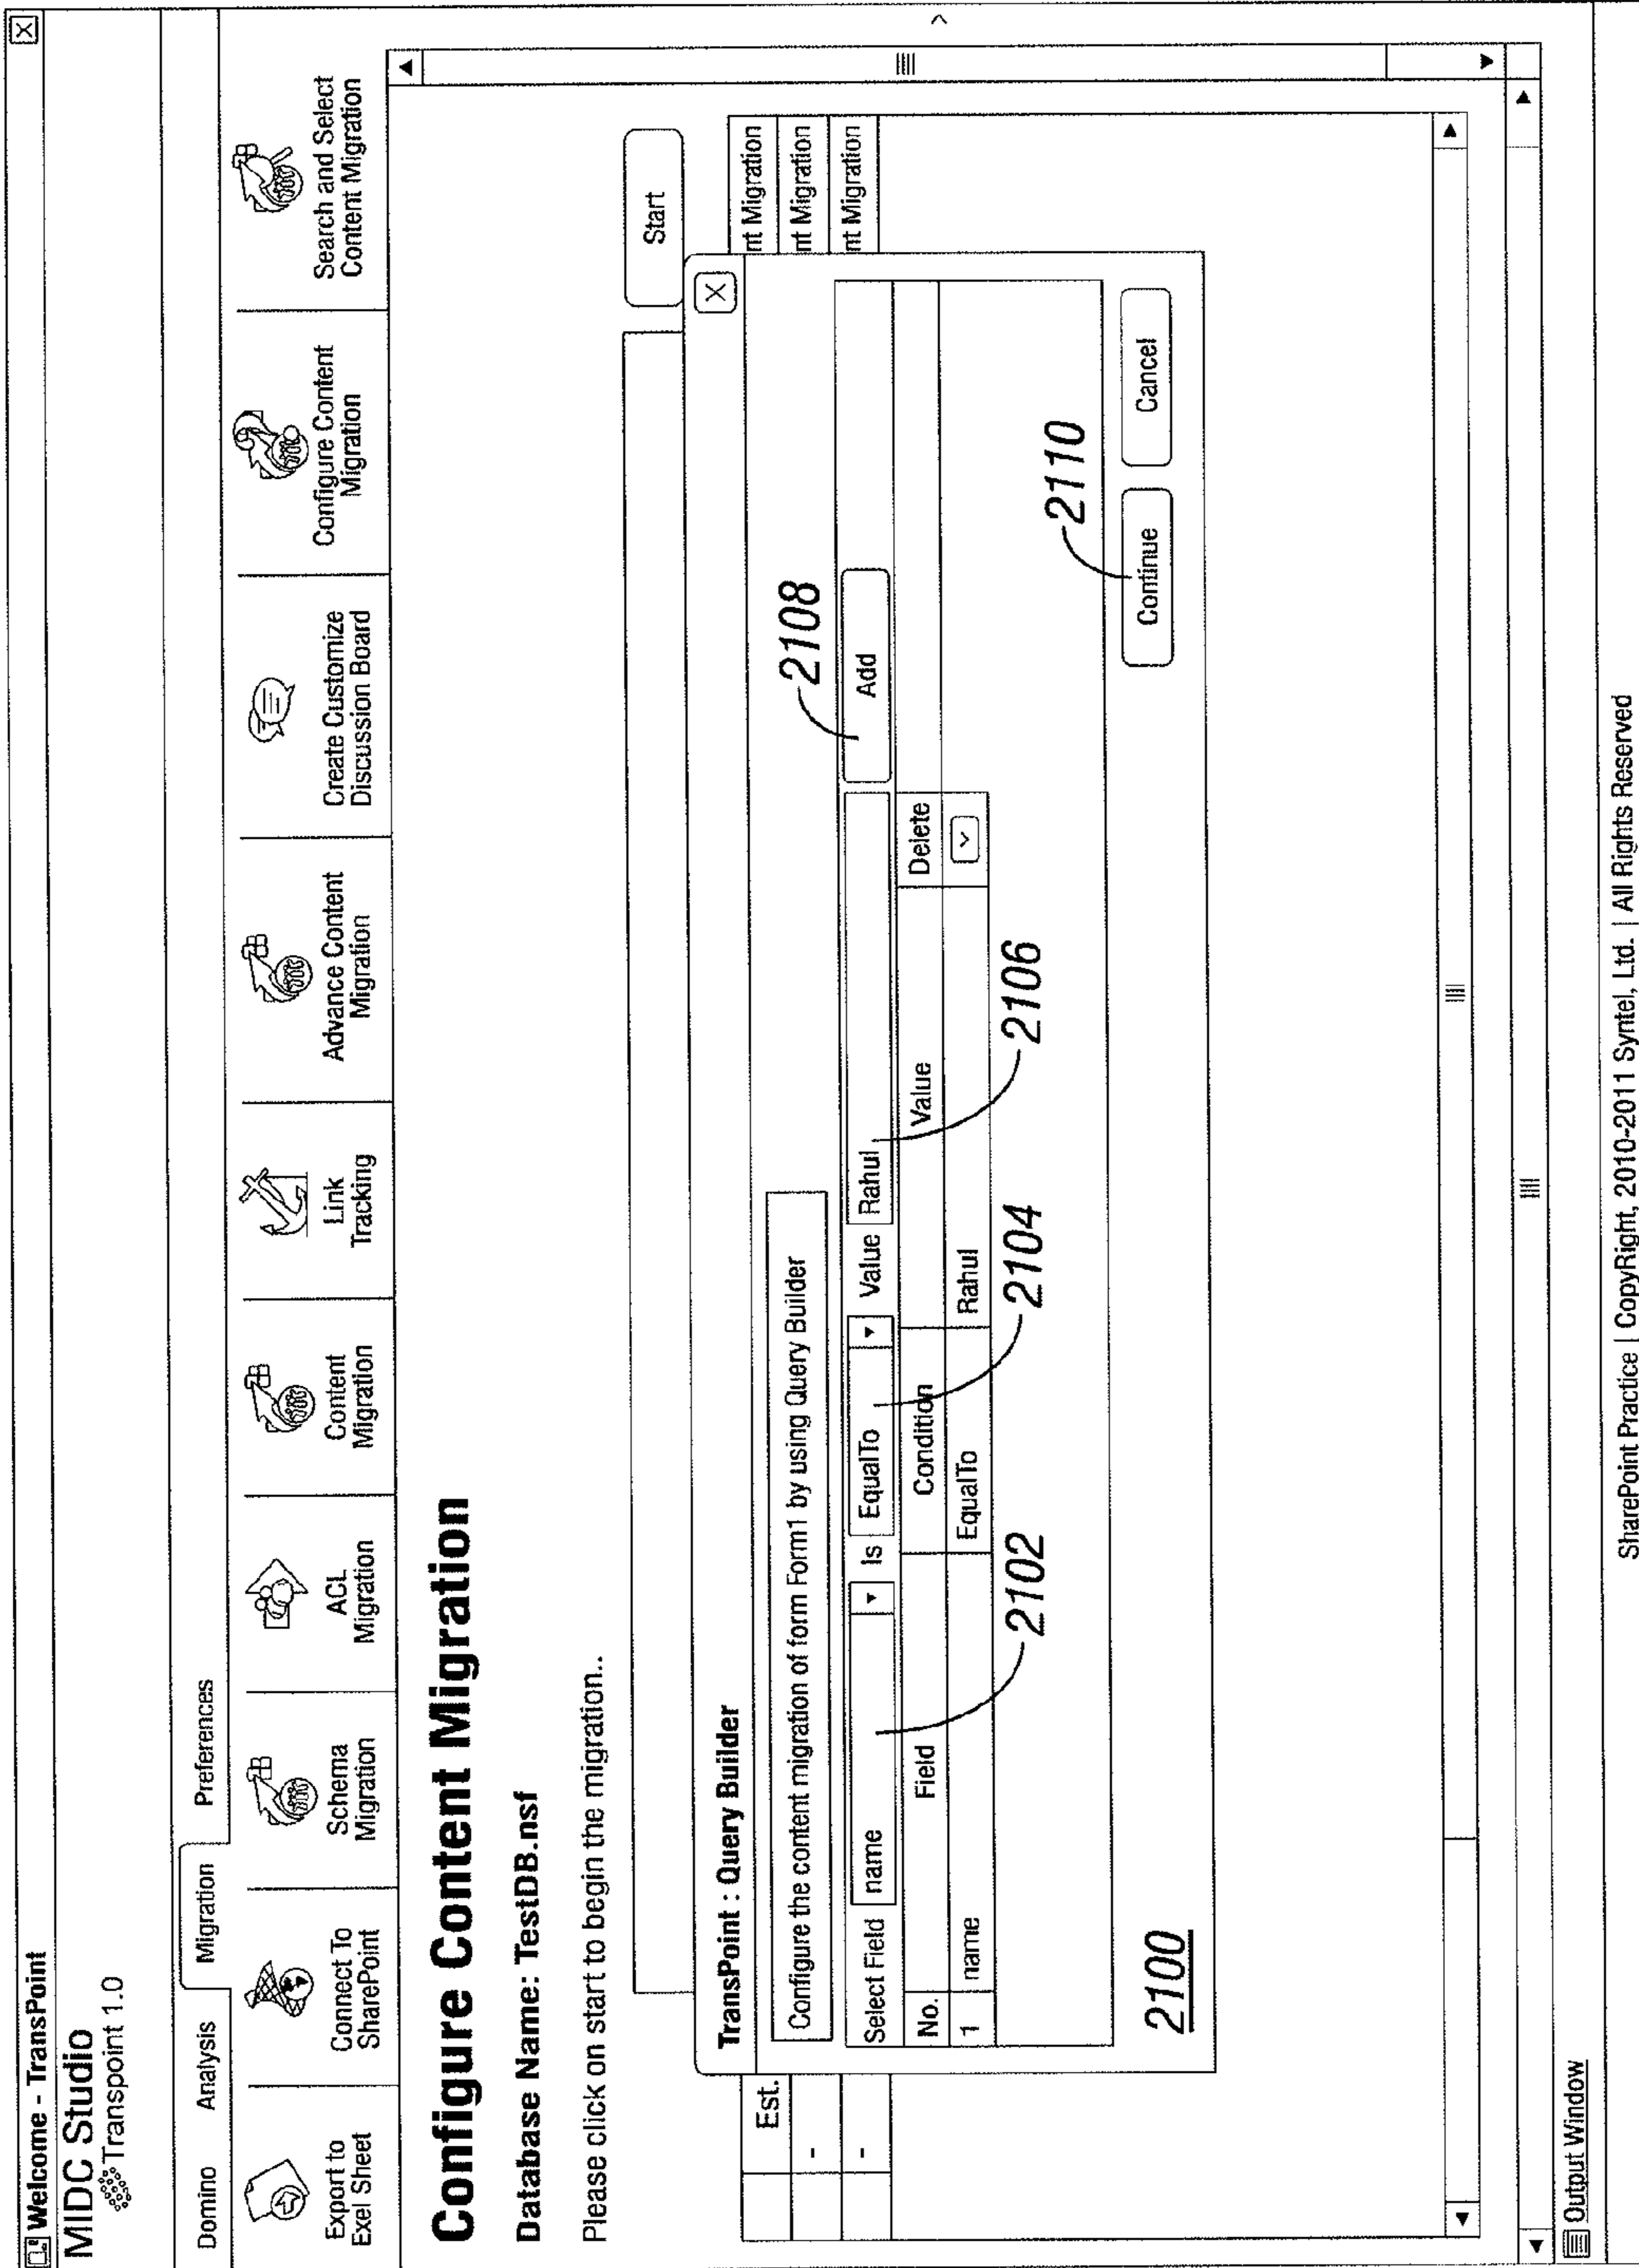 Welcome - TransPoint
MIDC Studio
Transpoint 1.0
Domino Analysis Migration Preferences
Export to
Exel Sheet
Connect To
SharePoint
Schema
Migration
ACL
Migration
Content
Migration
Link
Tracking
Advance Content
Migration
Create Customize
Discussion Board
Configure Content
Migration
Search and Select
Content Migration
Configure Content Migration
Database Name: TestDB.nsf
Please click on start to begin the migration..
Start
Est.
-
-
nt Migration
nt Migration
nt Migration
TransPoint : Query Builder
X
Configure the content migration of form Form1 by using Query Builder
2108
Select Field name Is EqualTo Value Rahul Add
No. Field Condition Value Delete
1 name EqualTo Rahul
2102
2104
2106
2110
2100
Continue Cancel
Output Window
SharePoint Practice | CopyRight, 2010-2011 Syntel, Ltd. | All Rights Reserved